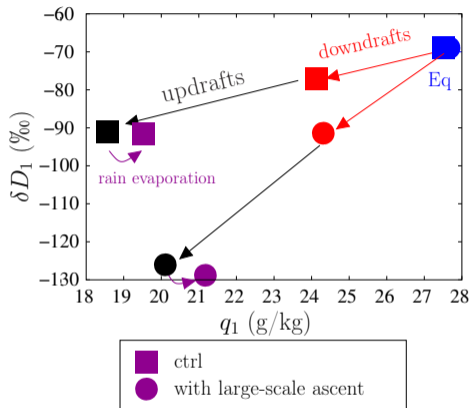 −60
−70
−80
−90
−100
−110
−120
−130
δD₁ (‰)
downdrafts
updrafts
Eq
rain evaporation
18 19 20 21 22 23 24 25 26 27 28
q₁ (g/kg)
ctrl
with large-scale ascent